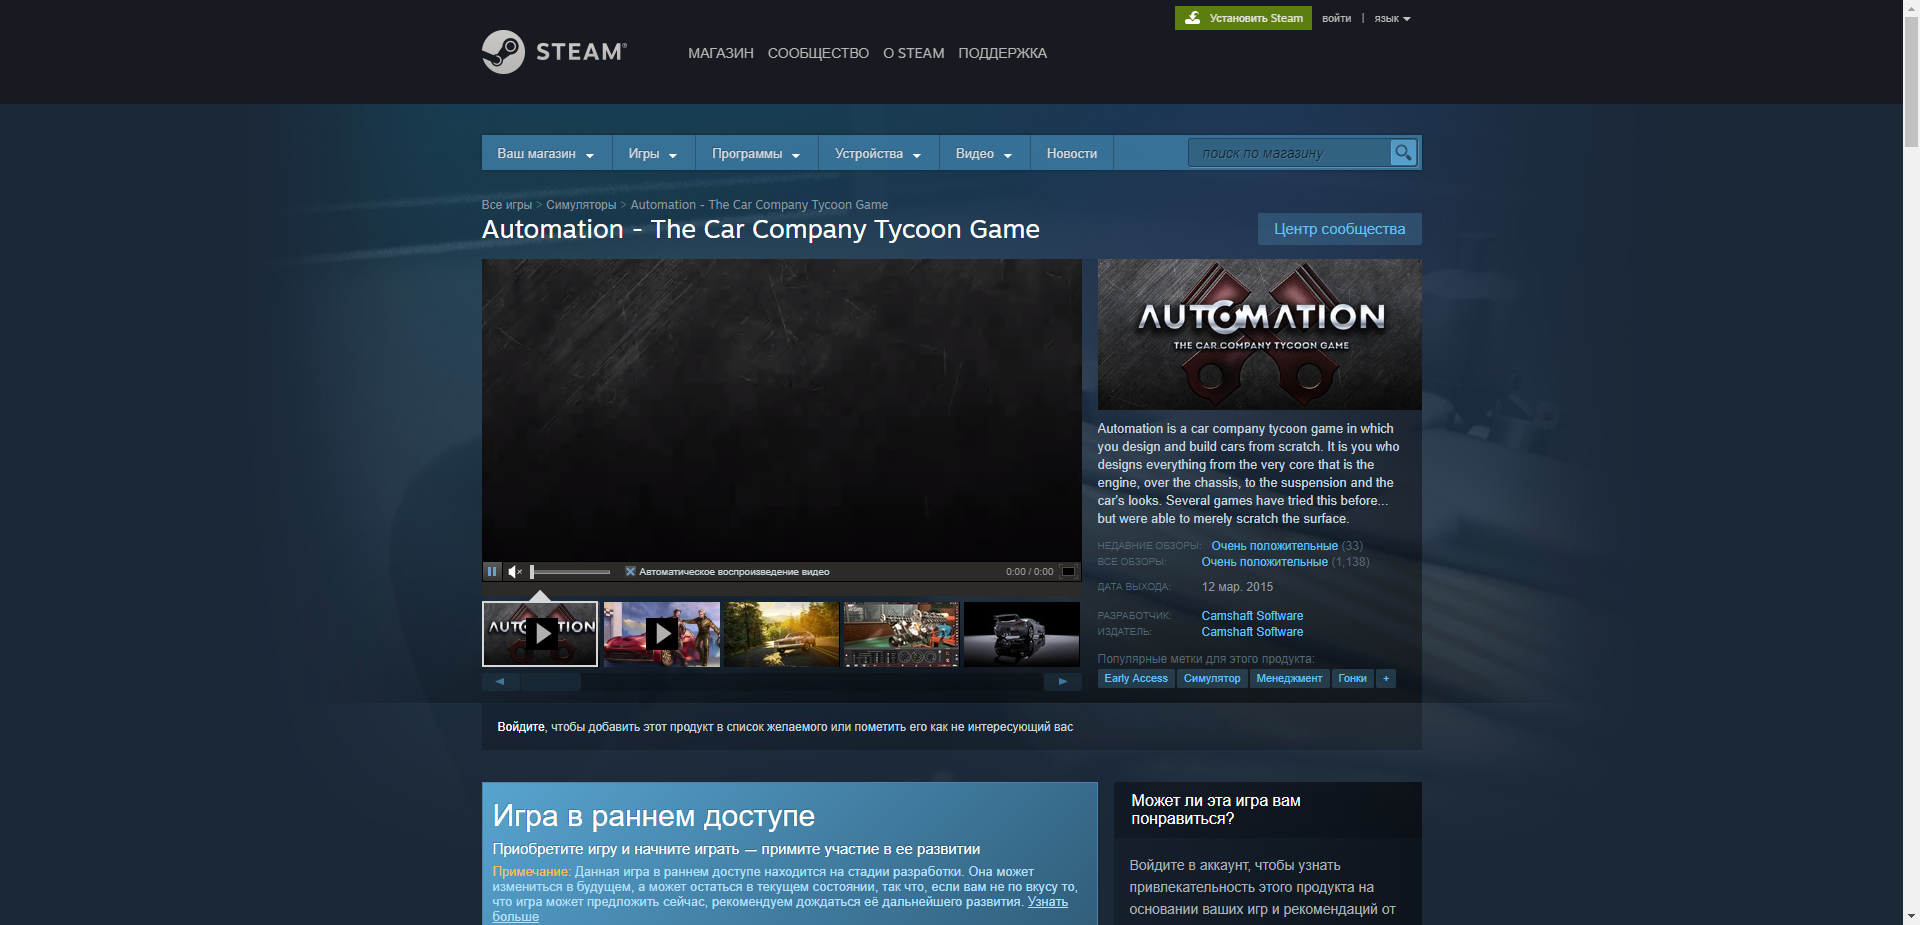 Установить Steam
войти | язык
STEAM®
МАГАЗИН СООБЩЕСТВО О STEAM ПОДДЕРЖКА
Ваш магазин Игры Программы Устройства Видео Новости поиск по магазину
Все игры > Симуляторы > Automation - The Car Company Tycoon Game
Automation - The Car Company Tycoon Game
Центр сообщества
AUTOMATION
THE CAR COMPANY TYCOON GAME
Automation is a car company tycoon game in which
you design and build cars from scratch. It is you who
designs everything from the very core that is the
engine, over the chassis, to the suspension and the
car's looks. Several games have tried this before...
but were able to merely scratch the surface.
НЕДАВНИЕ ОБЗОРЫ: Очень положительные (33)
ВСЕ ОБЗОРЫ: Очень положительные (1,138)
ДАТА ВЫХОДА: 12 мар. 2015
РАЗРАБОТЧИК: Camshaft Software
ИЗДАТЕЛЬ: Camshaft Software
Популярные метки для этого продукта:
Early Access Симулятор Менеджмент Гонки +
Автоматическое воспроизведение видео 0:00 / 0:00
Войдите, чтобы добавить этот продукт в список желаемого или пометить его как не интересующий вас
Игра в раннем доступе
Приобретите игру и начните играть — примите участие в ее развитии
Примечание: Данная игра в раннем доступе находится на стадии разработки. Она может
измениться в будущем, а может остаться в текущем состоянии, так что, если вам не по вкусу то,
что игра может предложить сейчас, рекомендуем дождаться её дальнейшего развития. Узнать
больше
Может ли эта игра вам
понравиться?
Войдите в аккаунт, чтобы узнать
привлекательность этого продукта на
основании ваших игр и рекомендаций от